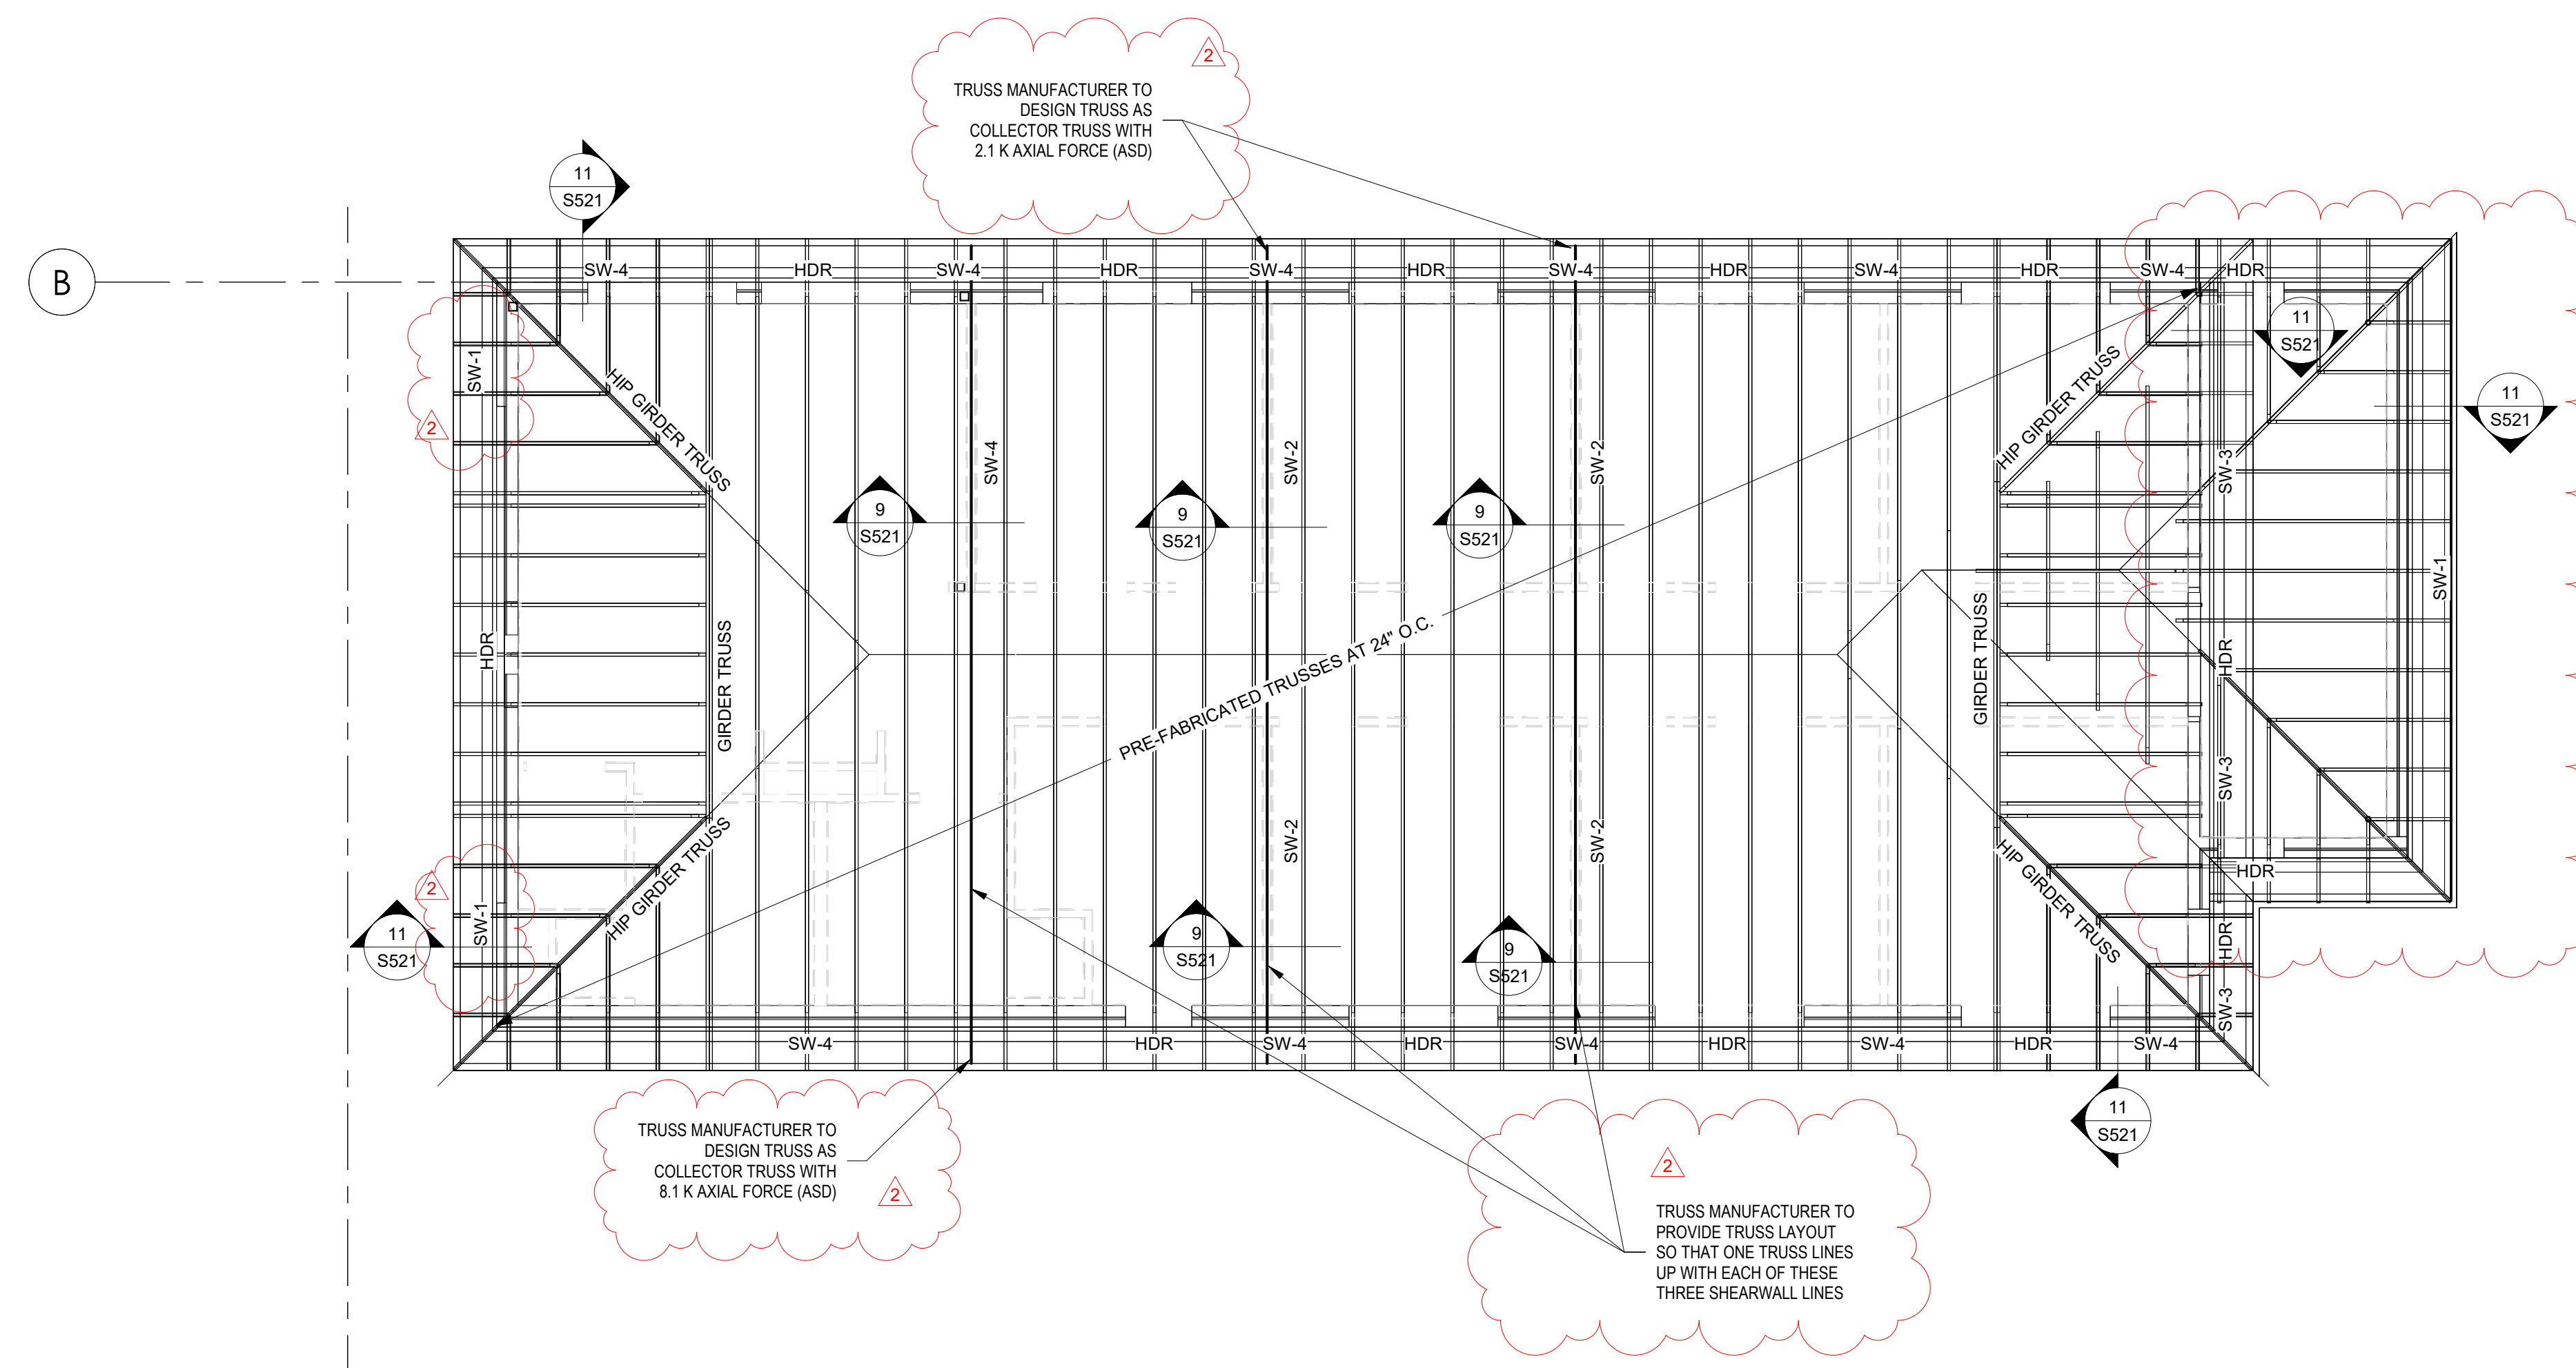 2
TRUSS MANUFACTURER TO
DESIGN TRUSS AS
COLLECTOR TRUSS WITH
2.1 K AXIAL FORCE (ASD)
11
S521
B
SW-4
HDR
SW-4
HDR
SW-4
HDR
SW-4
HDR
SW-4
HDR
SW-4
HDR
SW-1
2
HIP GIRDER TRUSS
HIP GIRDER TRUSS
11
S521
11
S521
SW-4
SW-2
SW-2
SW-3
9
S521
9
S521
9
S521
SW-1
HDR
GIRDER TRUSS
PRE-FABRICATED TRUSSES AT 24" O.C.
GIRDER TRUSS
HDR
SW-3
SW-2
SW-2
HIP GIRDER TRUSS
HIP GIRDER TRUSS
HDR
2
SW-1
11
S521
9
S521
9
S521
HDR
SW-3
SW-4
HDR
SW-4
HDR
SW-4
HDR
SW-4
HDR
SW-4
11
S521
TRUSS MANUFACTURER TO
DESIGN TRUSS AS
COLLECTOR TRUSS WITH
8.1 K AXIAL FORCE (ASD)
2
2
TRUSS MANUFACTURER TO
PROVIDE TRUSS LAYOUT
SO THAT ONE TRUSS LINES
UP WITH EACH OF THESE
THREE SHEARWALL LINES